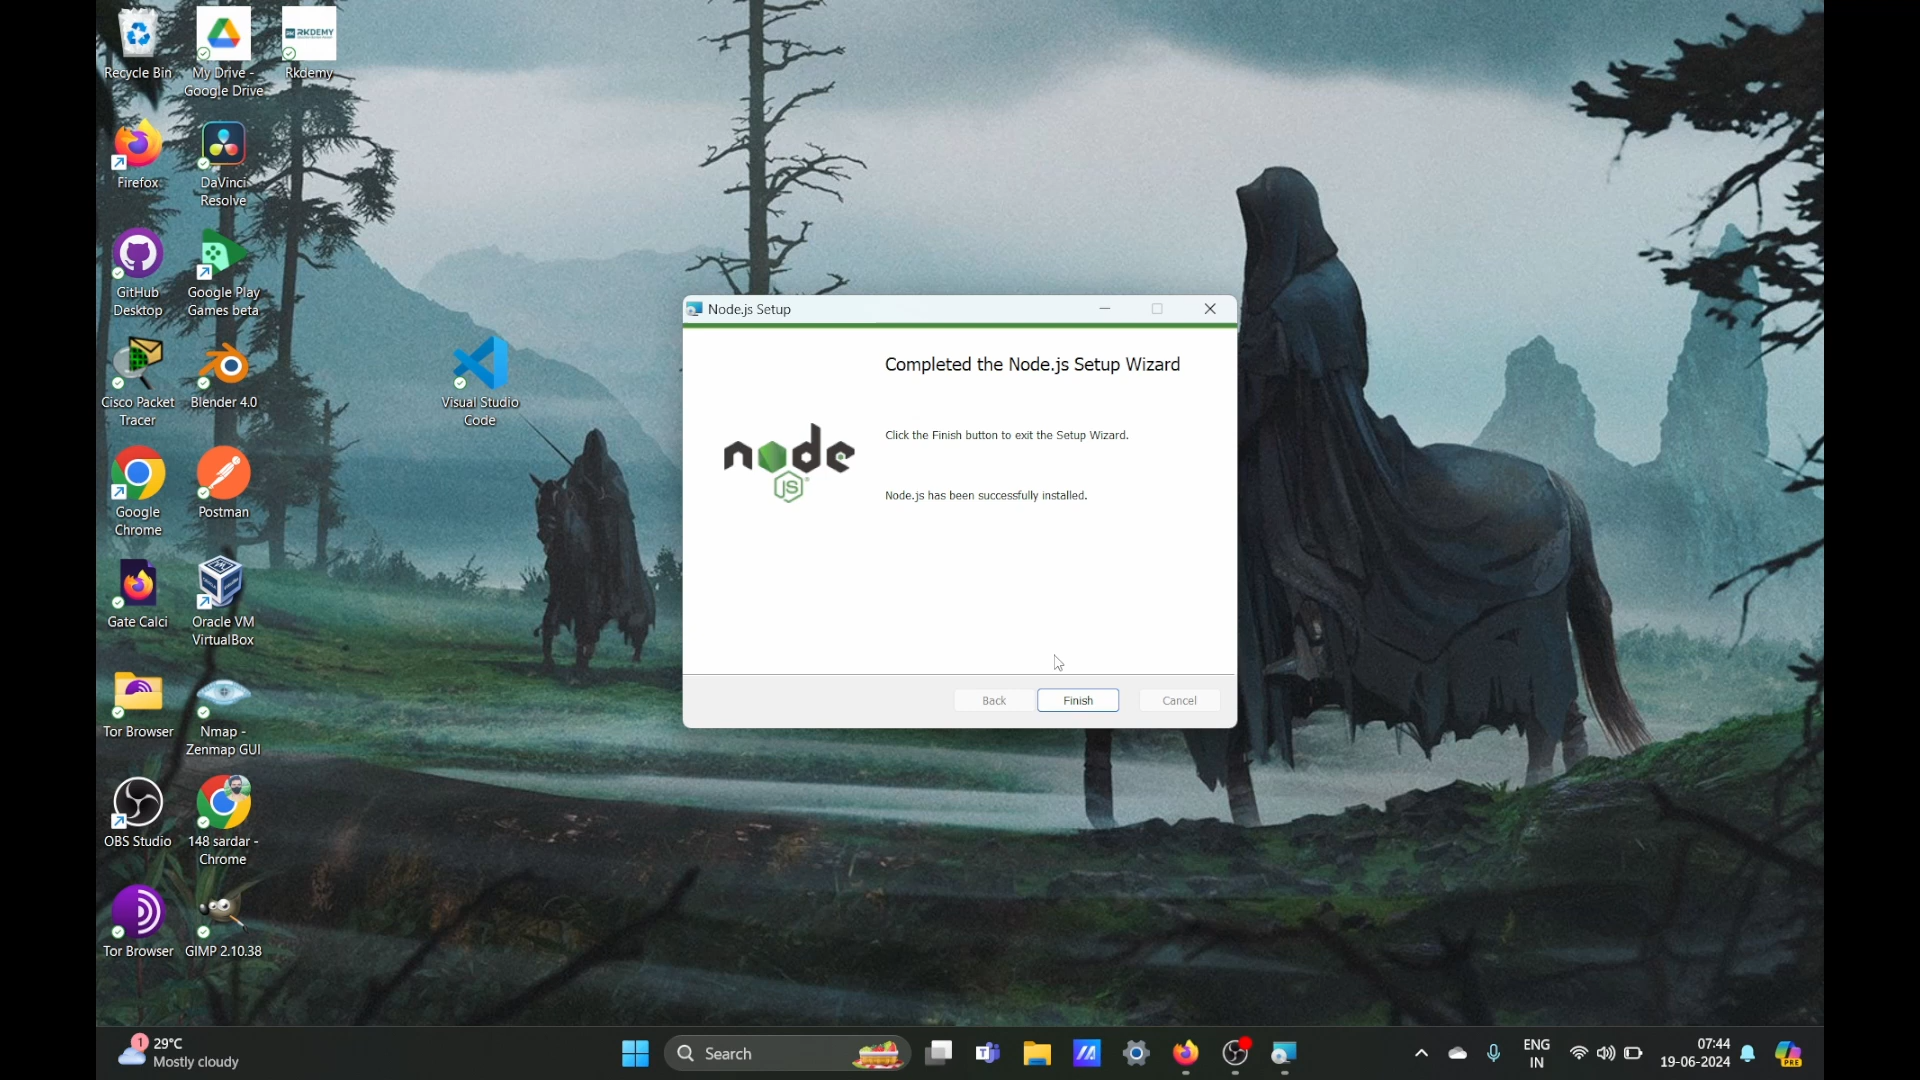 Recycle Bin
My Drive -
Google Drive
RKDEMY
Rkdemy
Firefox
DaVinci
Resolve
GitHub
Desktop
Google Play
Games beta
Cisco Packet
Tracer
Blender 4.0
Visual Studio
Code
Google
Chrome
Postman
Gate Calci
Oracle VM
VirtualBox
Tor Browser
Nmap -
Zenmap GUI
OBS Studio
148 sardar -
Chrome
Tor Browser
GIMP 2.10.38
Node.js Setup
Completed the Node.js Setup Wizard
Click the Finish button to exit the Setup Wizard.
node
JS
Node.js has been successfully installed.
Back
Finish
Cancel
1
29°C
Mostly cloudy
Search
ENG
IN
07:44
19-06-2024
PRE